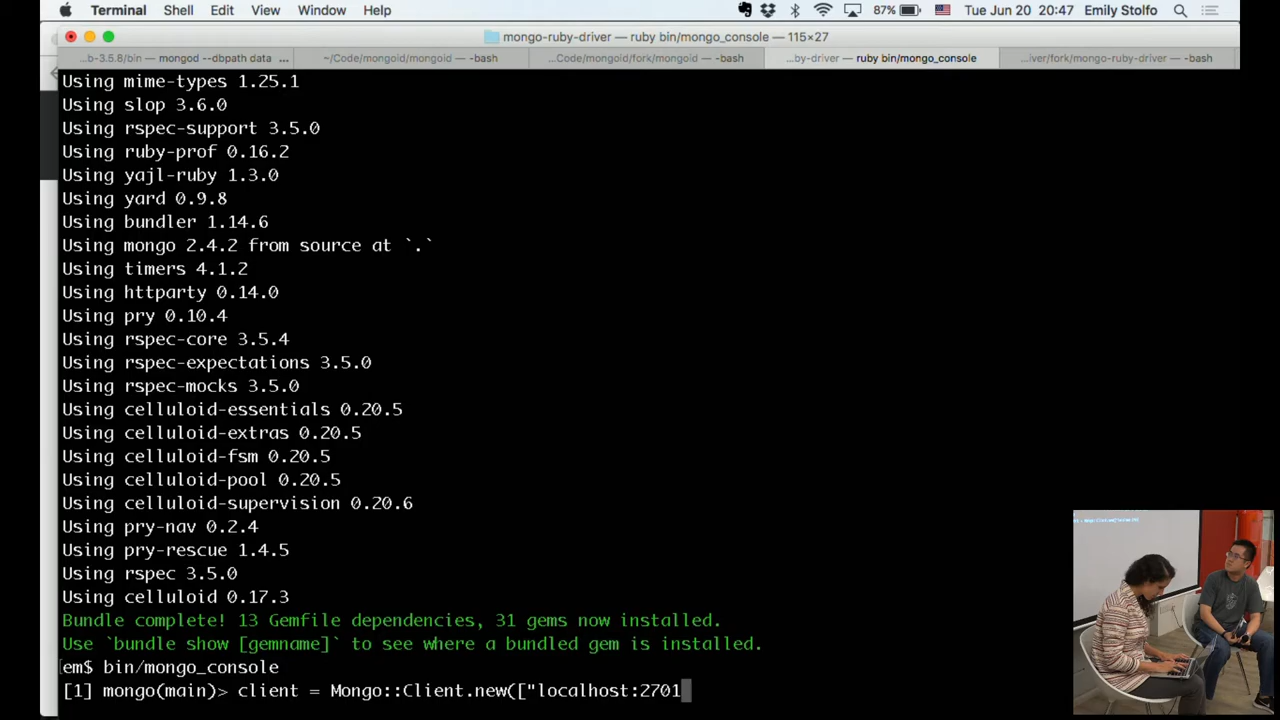 Terminal Shell Edit View Window Help 87% Tue Jun 20 20:47 Emily Stolfo
mongo-ruby-driver — ruby bin/mongo_console — 115×27
...b-3.5.8/bin — mongod --dbpath data ... ~/Code/mongoid/mongoid — -bash ...Code/mongoid/fork/mongoid — -bash ...by-driver — ruby bin/mongo_console ...iver/fork/mongo-ruby-driver — -bash
Using mime-types 1.25.1
Using slop 3.6.0
Using rspec-support 3.5.0
Using ruby-prof 0.16.2
Using yajl-ruby 1.3.0
Using yard 0.9.8
Using bundler 1.14.6
Using mongo 2.4.2 from source at `.`
Using timers 4.1.2
Using httparty 0.14.0
Using pry 0.10.4
Using rspec-core 3.5.4
Using rspec-expectations 3.5.0
Using rspec-mocks 3.5.0
Using celluloid-essentials 0.20.5
Using celluloid-extras 0.20.5
Using celluloid-fsm 0.20.5
Using celluloid-pool 0.20.5
Using celluloid-supervision 0.20.6
Using pry-nav 0.2.4
Using pry-rescue 1.4.5
Using rspec 3.5.0
Using celluloid 0.17.3
Bundle complete! 13 Gemfile dependencies, 31 gems now installed.
Use `bundle show [gemname]` to see where a bundled gem is installed.
[em$ bin/mongo_console
[1] mongo(main)> client = Mongo::Client.new(["localhost:2701